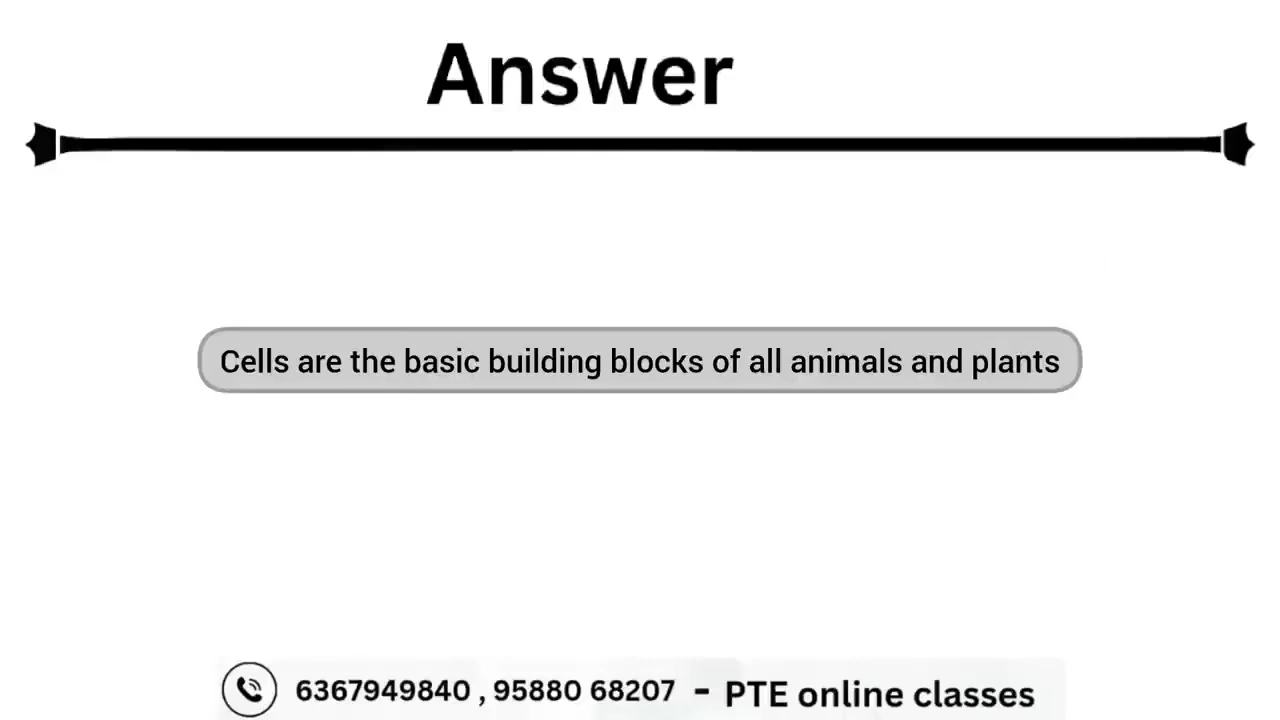 Answer
Cells are the basic building blocks of all animals and plants
6367949840 , 95880 68207 - PTE online classes